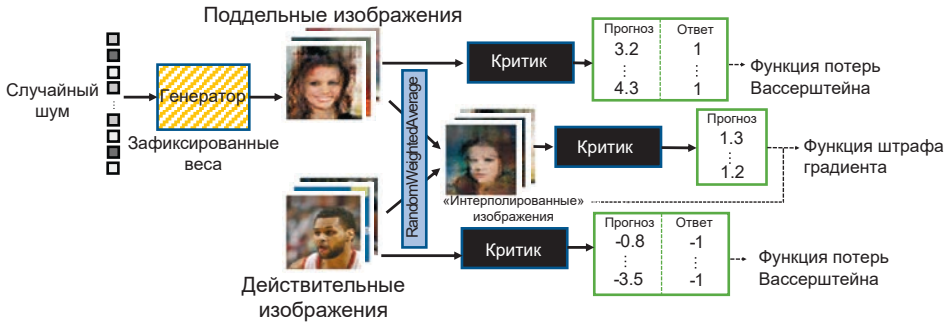 Поддельные изображения
Случайный
шум
Генератор
Зафиксированные
веса
Критик
Прогноз Ответ
3.2 1
⋮ ⋮
4.3 1
Функция потерь
Вассерштейна
RandomWeightedAverage
Критик
Прогноз
1.3
⋮
1.2
Функция штрафа
градиента
«Интерполированные»
изображения
Действительные
изображения
Критик
Прогноз Ответ
-0.8 -1
⋮ ⋮
-3.5 -1
Функция потерь
Вассерштейна